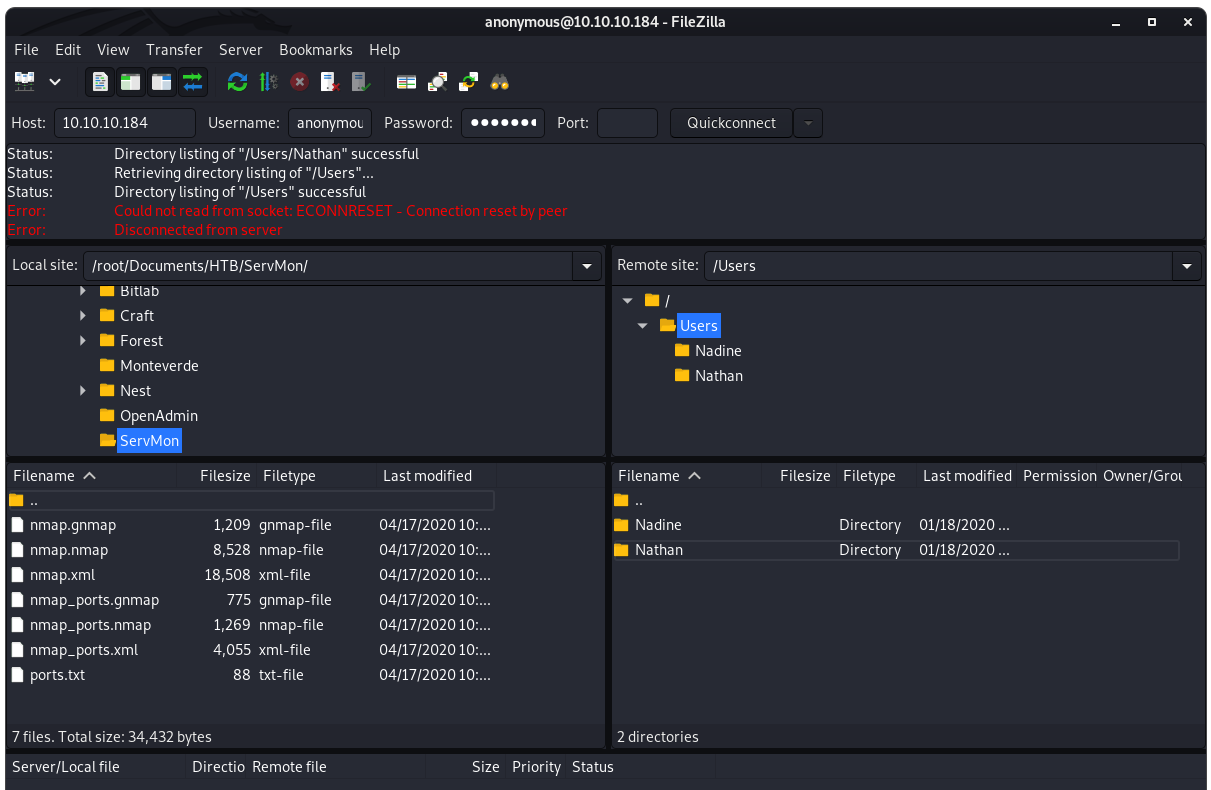 anonymous@10.10.10.184 - FileZilla
File Edit View Transfer Server Bookmarks Help
Host: 10.10.10.184 Username: anonymou Password: ●●●●●●● Port: Quickconnect
Status: Directory listing of "/Users/Nathan" successful
Status: Retrieving directory listing of "/Users"...
Status: Directory listing of "/Users" successful
Error: Could not read from socket: ECONNRESET - Connection reset by peer
Error: Disconnected from server
Local site: /root/Documents/HTB/ServMon/
Bitlab
Craft
Forest
Monteverde
Nest
OpenAdmin
ServMon
Remote site: /Users
/
Users
Nadine
Nathan
Filename Filesize Filetype Last modified
..
nmap.gnmap 1,209 gnmap-file 04/17/2020 10:...
nmap.nmap 8,528 nmap-file 04/17/2020 10:...
nmap.xml 18,508 xml-file 04/17/2020 10:...
nmap_ports.gnmap 775 gnmap-file 04/17/2020 10:...
nmap_ports.nmap 1,269 nmap-file 04/17/2020 10:...
nmap_ports.xml 4,055 xml-file 04/17/2020 10:...
ports.txt 88 txt-file 04/17/2020 10:...
7 files. Total size: 34,432 bytes
Filename Filesize Filetype Last modified Permission Owner/Grou
..
Nadine Directory 01/18/2020 ...
Nathan Directory 01/18/2020 ...
2 directories
Server/Local file Directio Remote file Size Priority Status